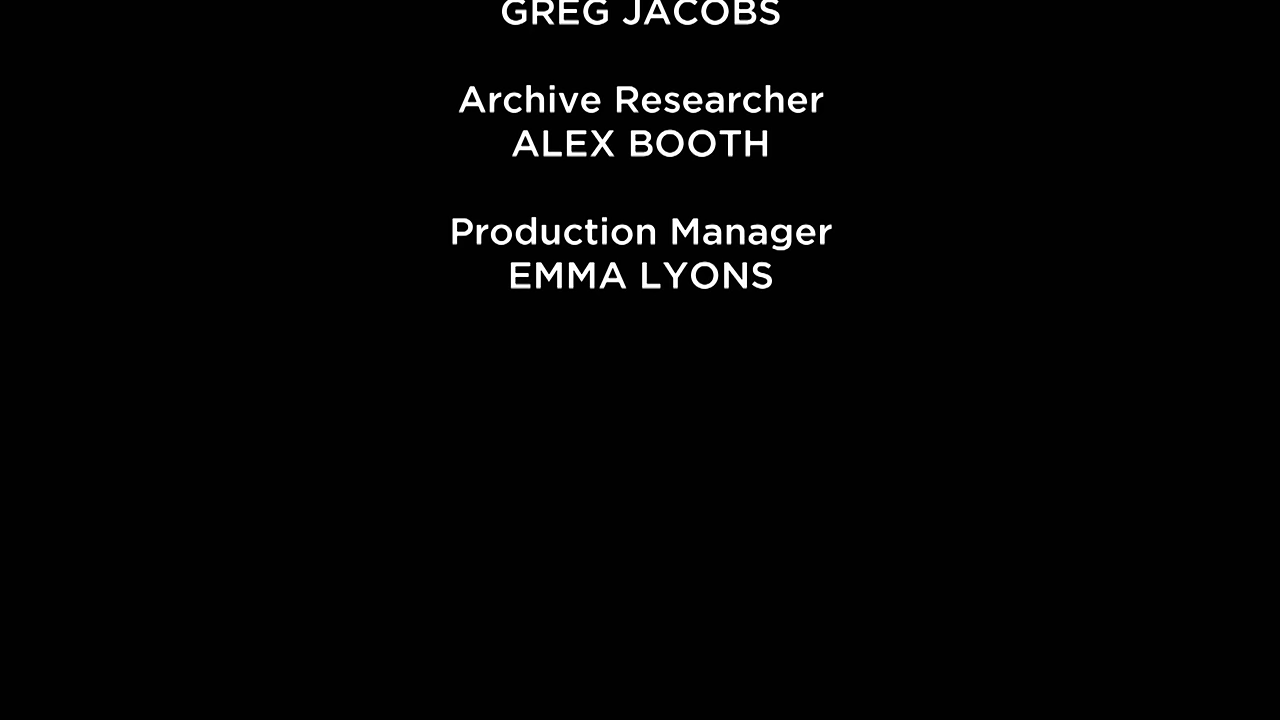 GREG JACOBS
Archive Researcher
ALEX BOOTH
Production Manager
EMMA LYONS